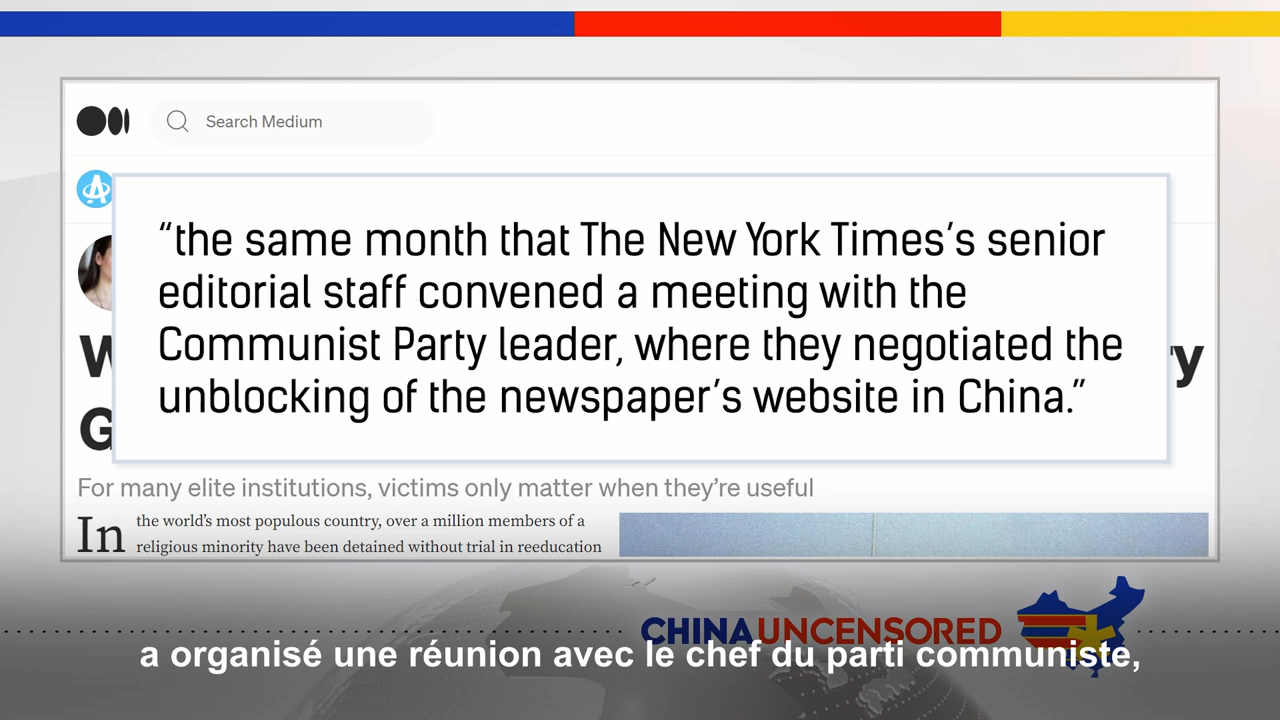 Search Medium
“the same month that The New York Times’s senior
editorial staff convened a meeting with the
Communist Party leader, where they negotiated the
unblocking of the newspaper’s website in China.”
For many elite institutions, victims only matter when they’re useful
In the world’s most populous country, over a million members of a
religious minority have been detained without trial in reeducation
CHINA UNCENSORED
a organisé une réunion avec le chef du parti communiste,